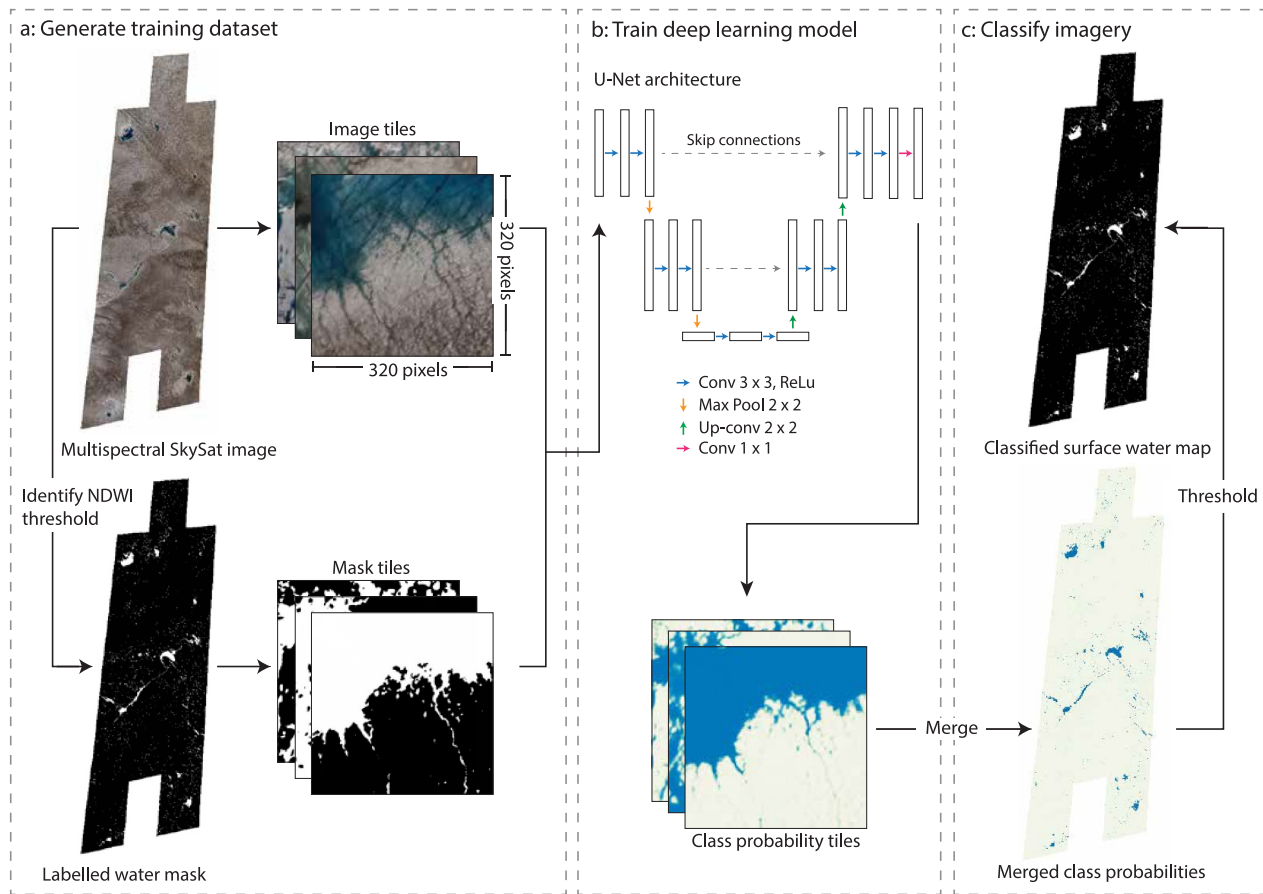 a: Generate training dataset
Image tiles
320 pixels
320 pixels
Multispectral SkySat image
Identify NDWI
threshold
Mask tiles
Labelled water mask
b: Train deep learning model
U-Net architecture
Skip connections
Conv 3 x 3, ReLu
Max Pool 2 x 2
Up-conv 2 x 2
Conv 1 x 1
Class probability tiles
Merge
c: Classify imagery
Classified surface water map
Threshold
Merged class probabilities